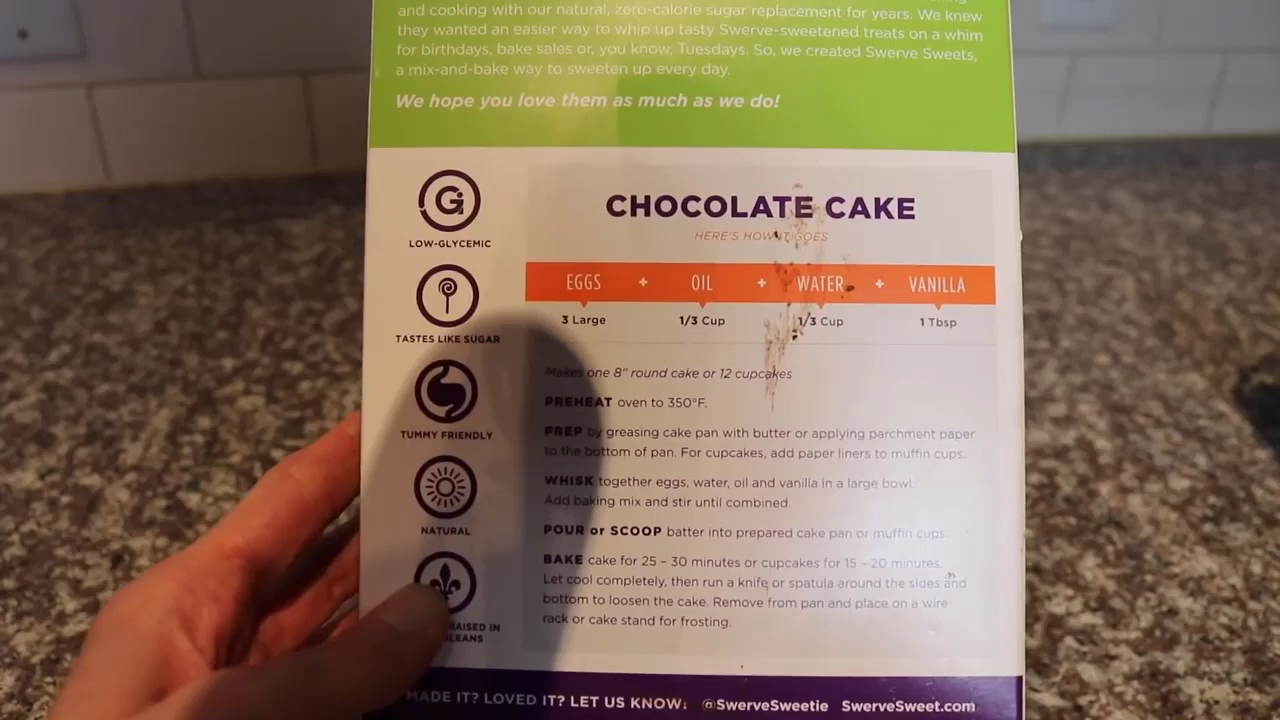 and cooking with our natural, zero-calorie sugar replacement for years. We knew
they wanted an easier way to whip up tasty Swerve-sweetened treats on a whim
for birthdays, bake sales or, you know, Tuesdays. So, we created Swerve Sweets,
a mix-and-bake way to sweeten up every day.
We hope you love them as much as we do!
LOW-GLYCEMIC
TASTES LIKE SUGAR
TUMMY FRIENDLY
NATURAL
CHOCOLATE CAKE
HERE'S HOW IT GOES
EGGS + OIL + WATER + VANILLA
3 Large 1/3 Cup 1/3 Cup 1 Tbsp
Makes one 8" round cake or 12 cupcakes
PREHEAT oven to 350°F.
PREP by greasing cake pan with butter or applying parchment paper
to the bottom of pan. For cupcakes, add paper liners to muffin cups.
WHISK together eggs, water, oil and vanilla in a large bowl.
Add baking mix and stir until combined.
POUR or SCOOP batter into prepared cake pan or muffin cups.
BAKE cake for 25 – 30 minutes or cupcakes for 15 – 20 minutes.
Let cool completely, then run a knife or spatula around the sides and
bottom to loosen the cake. Remove from pan and place on a wire
rack or cake stand for frosting.
MADE IT? LOVED IT? LET US KNOW: @SwerveSweetie SwerveSweet.com